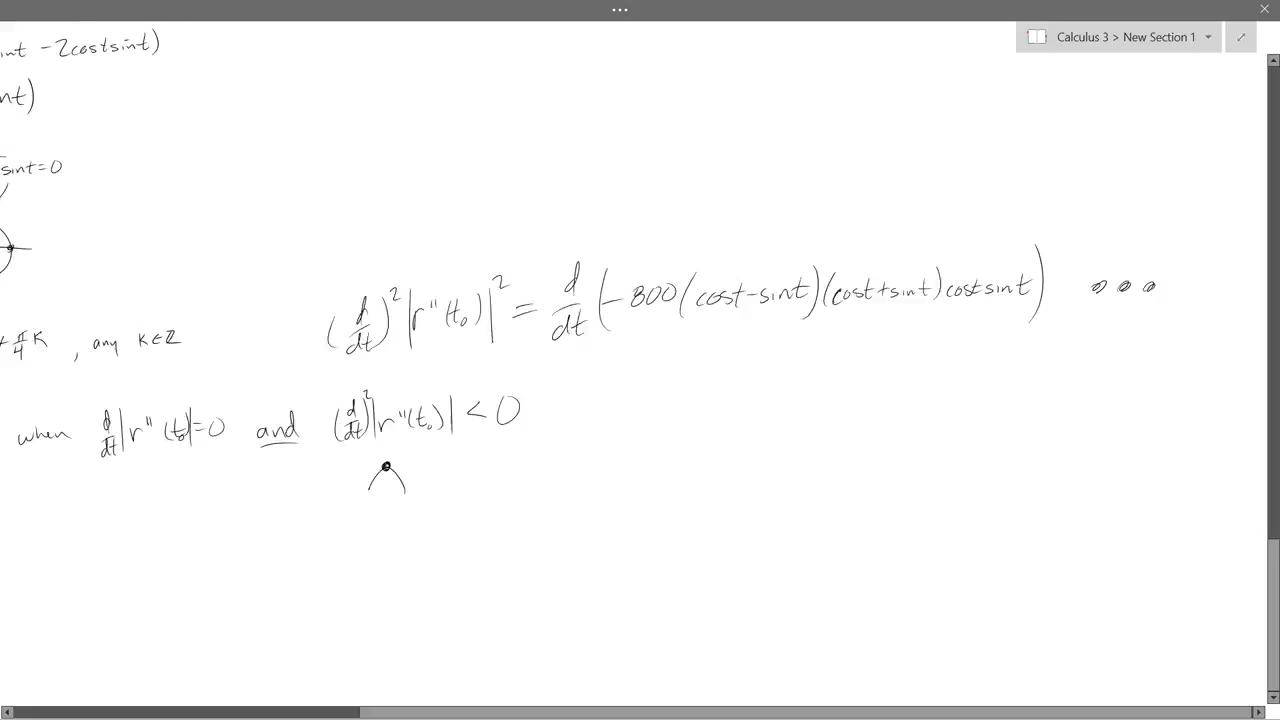 Calculus 3 > New Section 1
sint - 2costsint)
int)
sint=0
(d/dt)²|r''(t₀)|² = d/dt(-800(cost-sint)(cost+sint)costsint) ...
+ π/4 K , any K∈ℤ
when d/dt|r''(t₀)|=0 and (d/dt)²|r''(t₀)| < 0